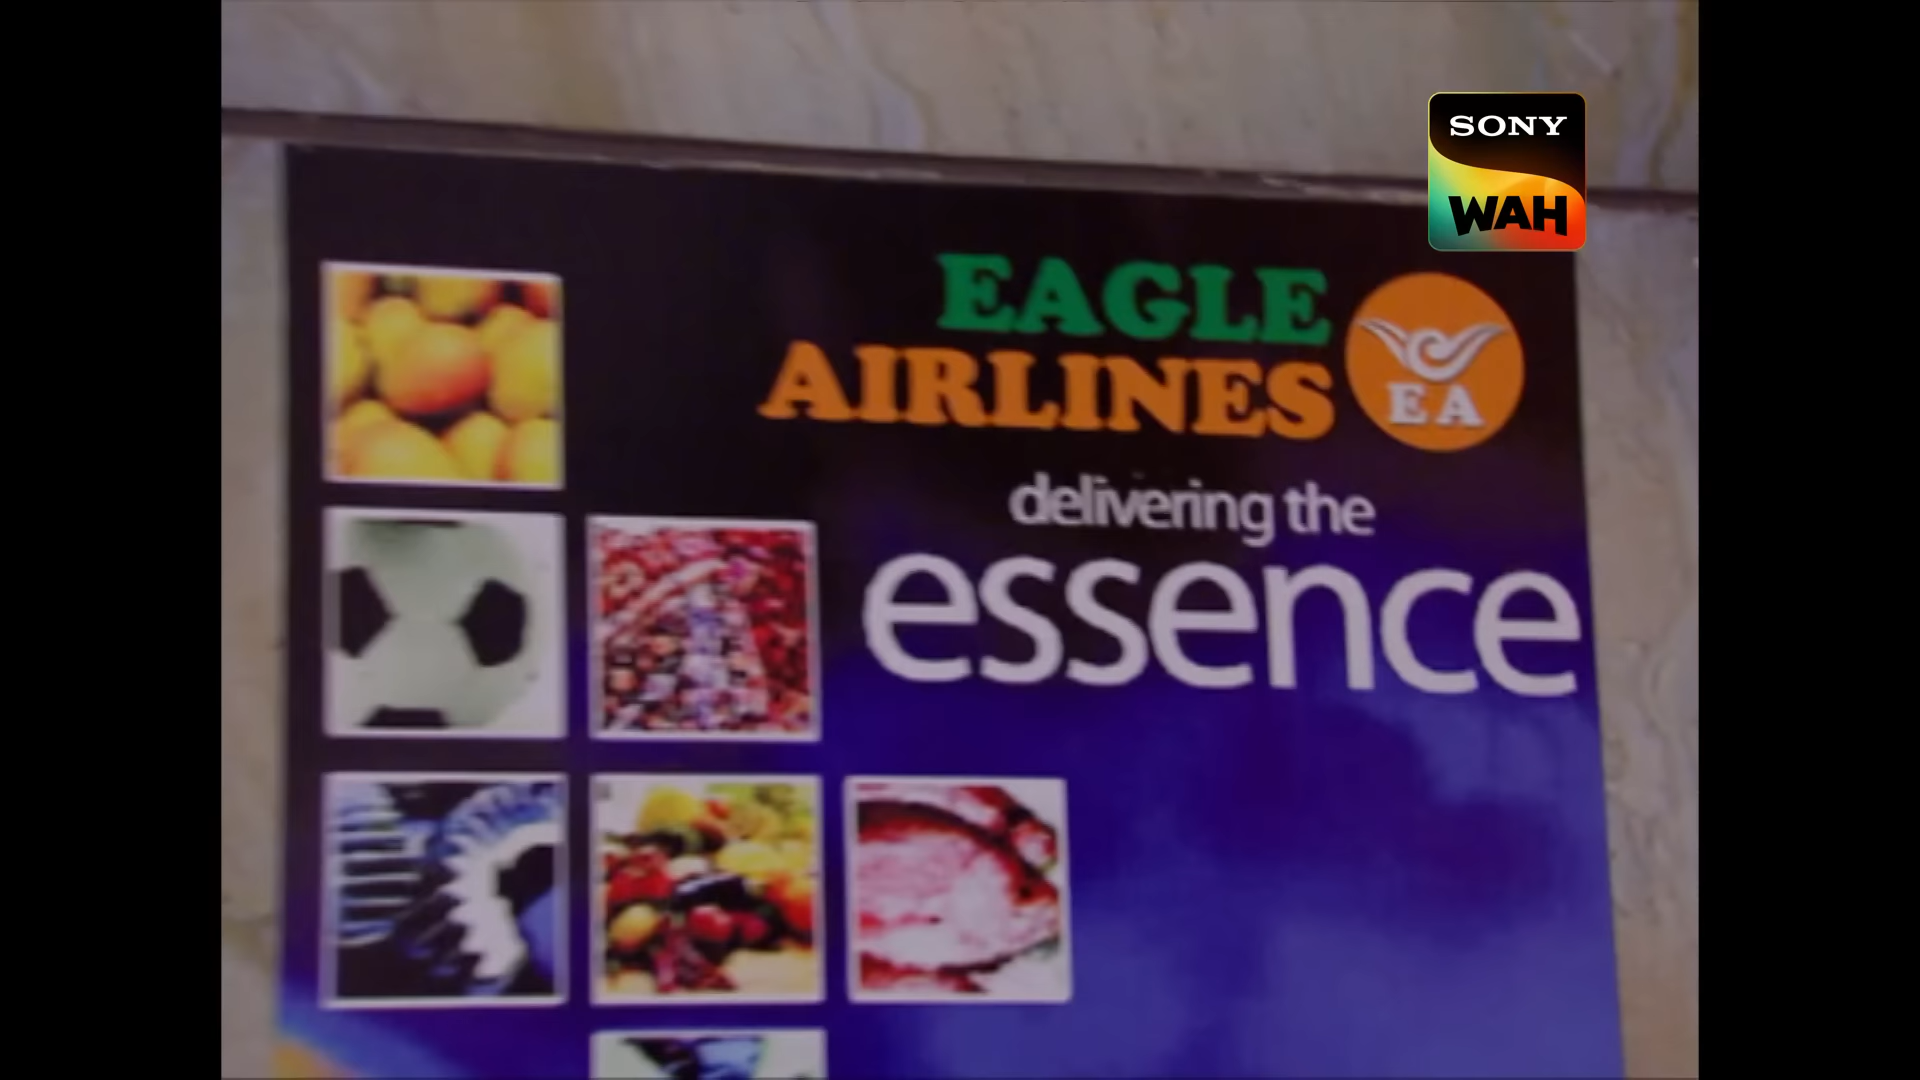 SONY
WAH
EAGLE
AIRLINES
EA
delivering the
essence